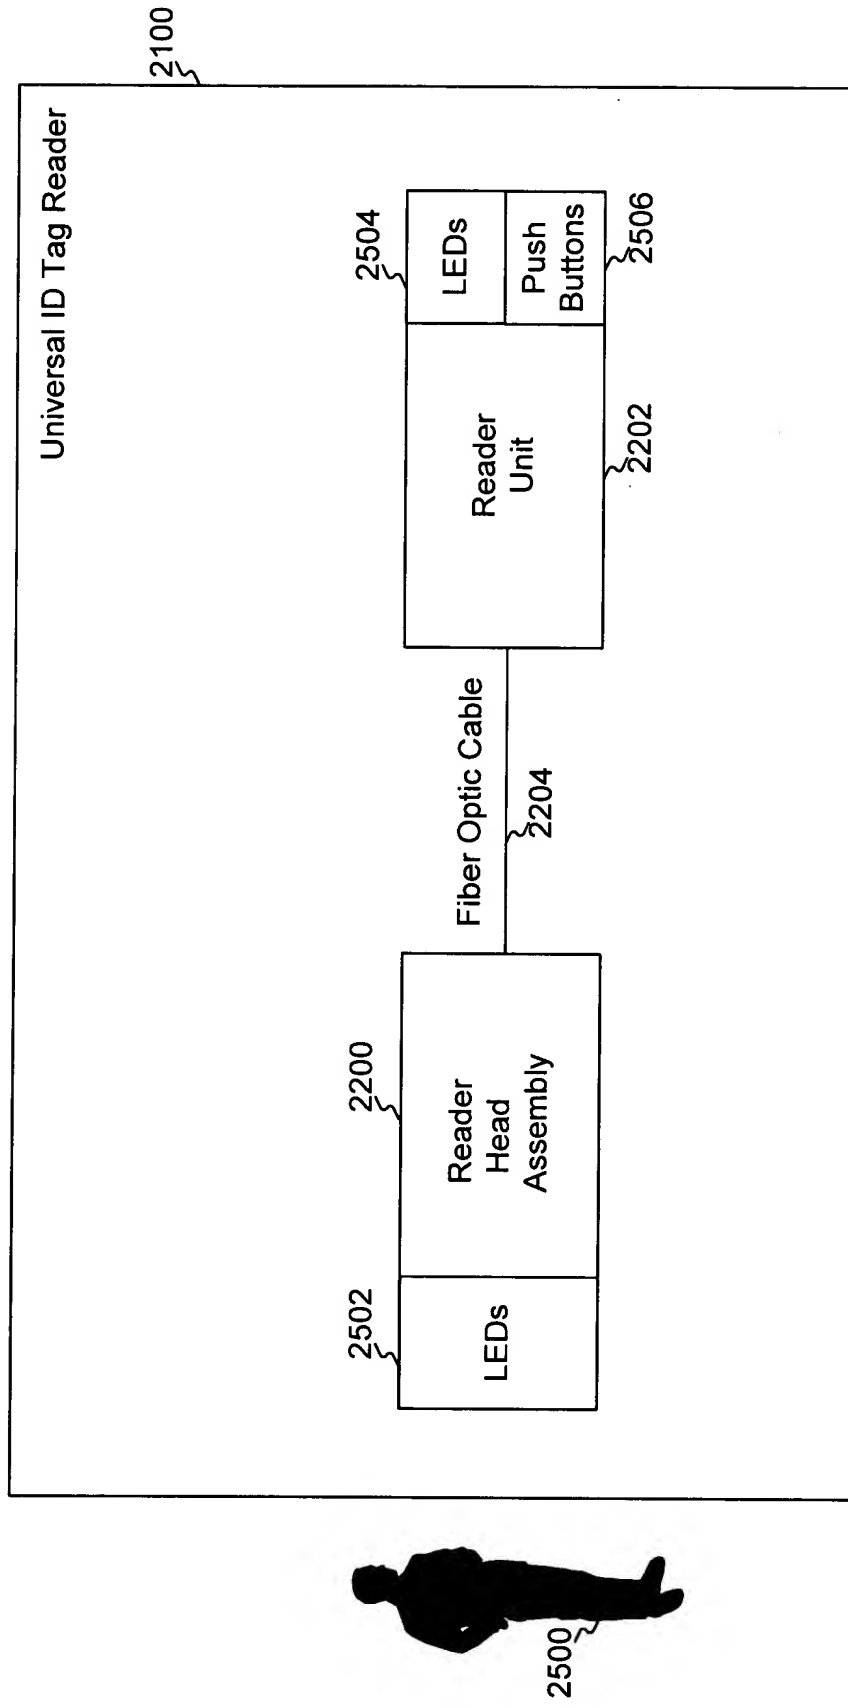 2100
Universal ID Tag Reader
2502
LEDs
2200
Reader
Head
Assembly
Fiber Optic Cable
2204
Reader
Unit
2202
2504
LEDs
Push
Buttons
2506
2500